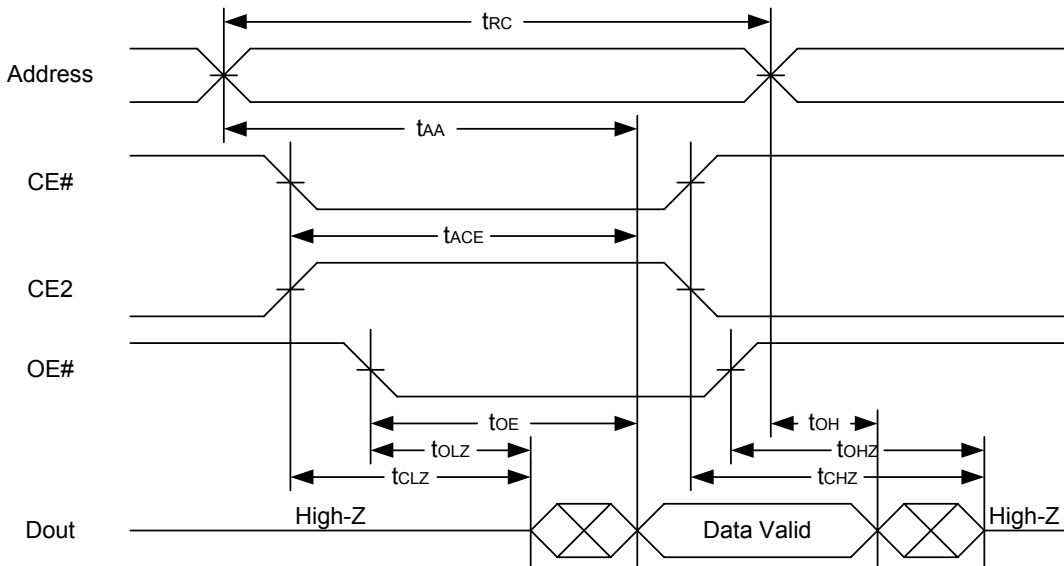 tRC
Address
tAA
CE#
tACE
CE2
OE#
tOE
tOH
tOLZ
tOHZ
tCLZ
tCHZ
High-Z
Data Valid
High-Z
Dout